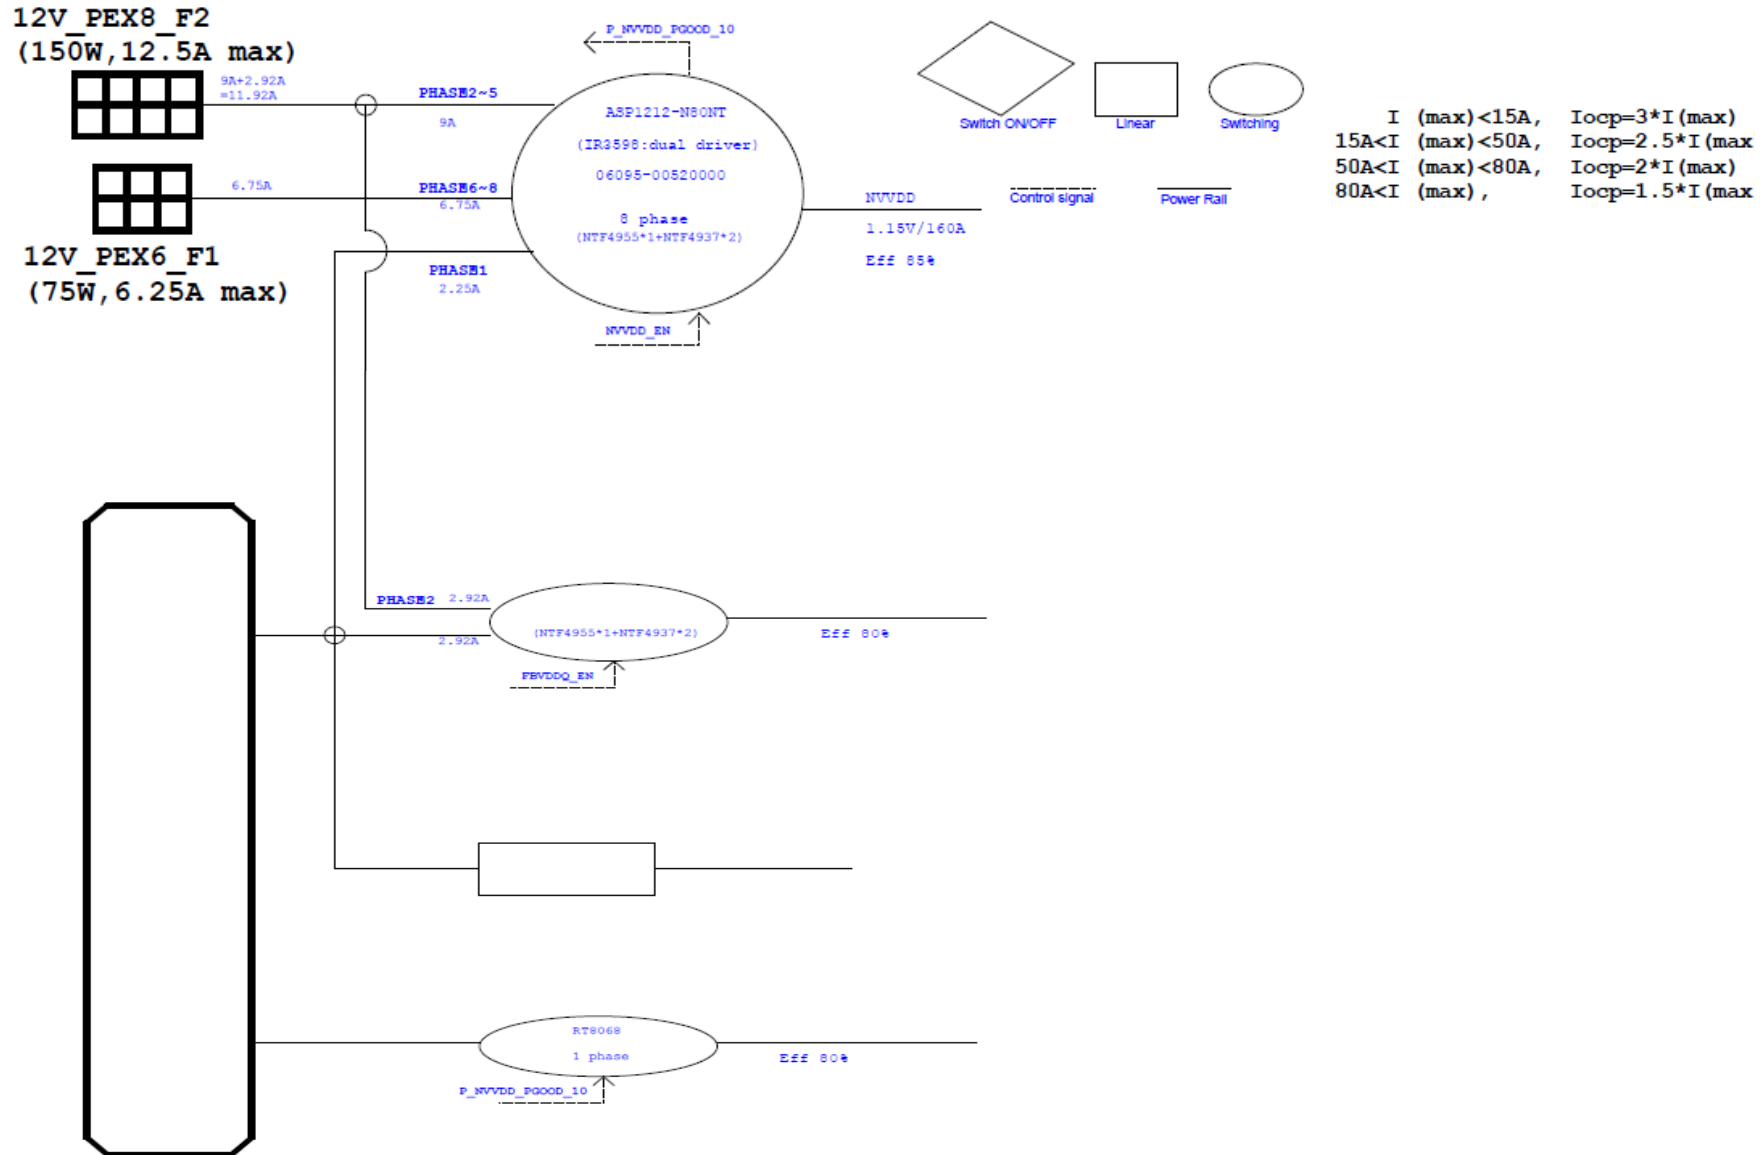 12V_PEX8_F2
(150W,12.5A max)
9A+2.92A
=11.92A
PHASE2~5
9A
P_NVVDD_PGOOD_10
ASP1212-N80NT
(IR3598:dual driver)
06095-00520000
8 phase
(NTF4955*1+NTF4937*2)
6.75A
PHASE6~8
6.75A
12V_PEX6_F1
(75W,6.25A max)
PHASE1
2.25A
NVVDD_EN
NVVDD
1.15V/160A
Eff 85%
Switch ON/OFF
Linear
Switching
Control signal
Power Rail
I (max)<15A, Iocp=3*I(max)
15A<I (max)<50A, Iocp=2.5*I(max
50A<I (max)<80A, Iocp=2*I(max)
80A<I (max), Iocp=1.5*I(max
PHASE2 2.92A
2.92A
(NTF4955*1+NTF4937*2)
Eff 80%
FBVDDQ_EN
RT8068
1 phase
Eff 80%
P_NVVDD_PGOOD_10